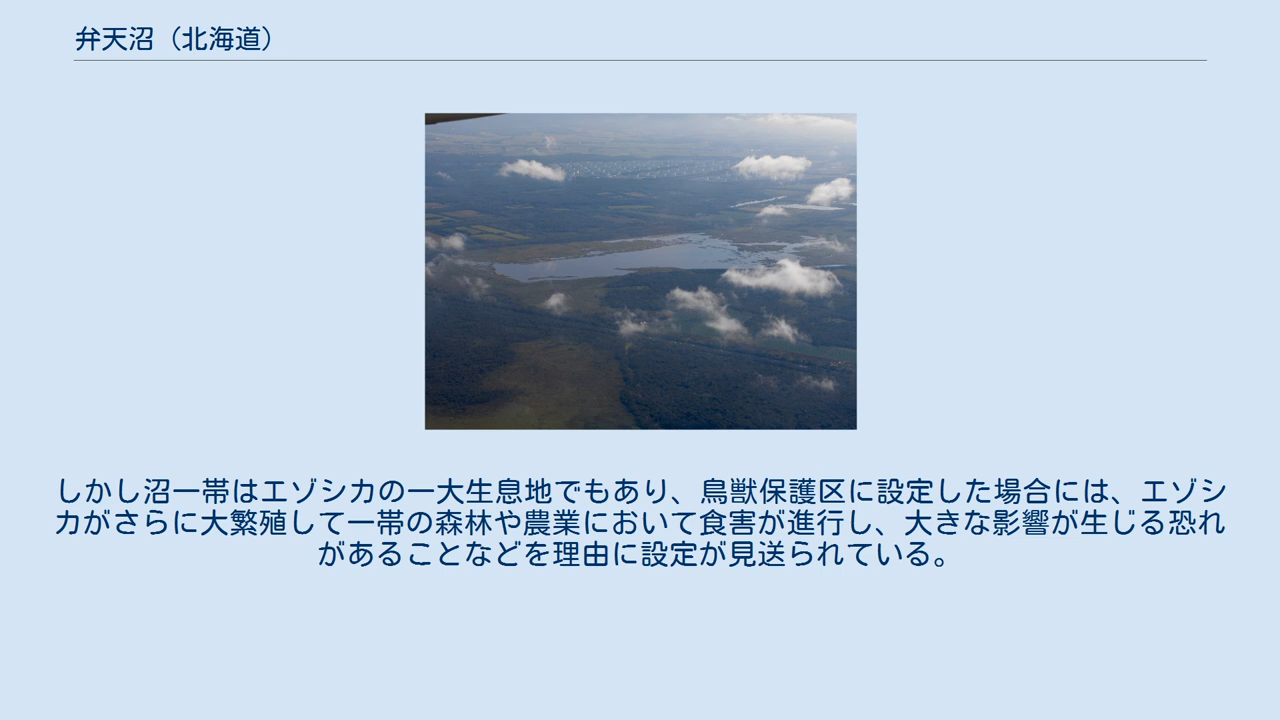 弁天沼（北海道）
しかし沼一帯はエゾシカの一大生息地でもあり、鳥獣保護区に設定した場合には、エゾシ
カがさらに大繁殖して一帯の森林や農業において食害が進行し、大きな影響が生じる恐れ
があることなどを理由に設定が見送られている。